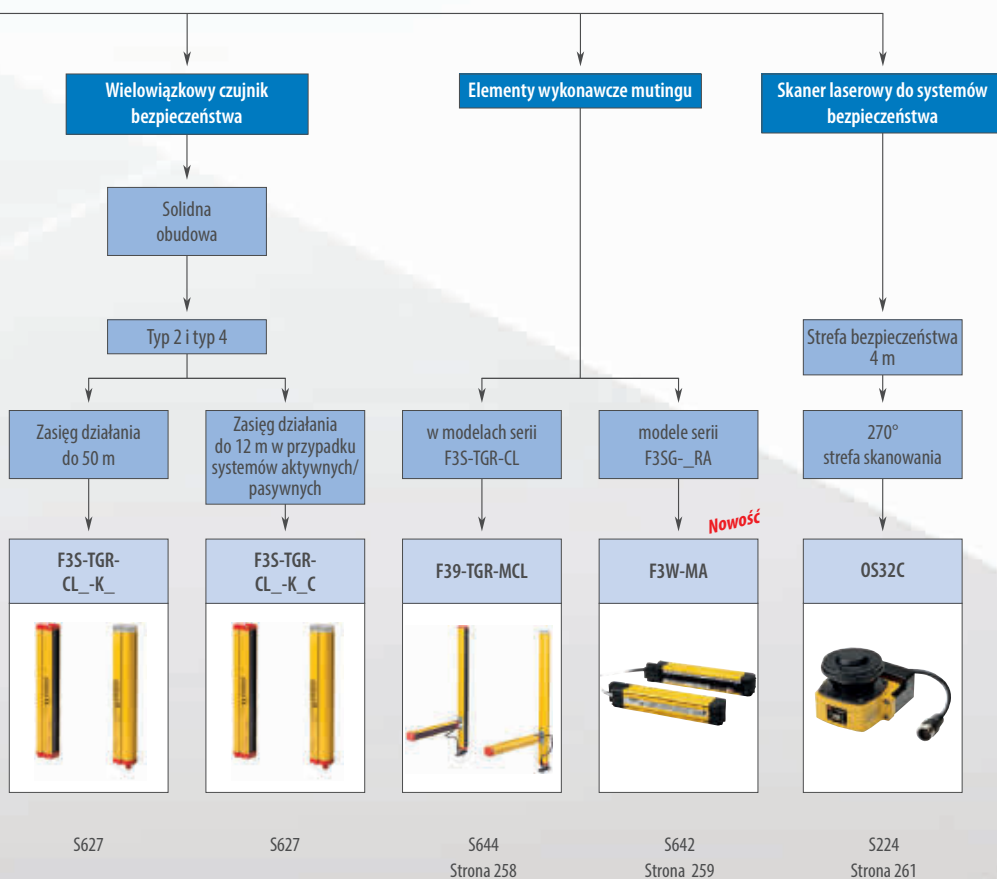 Wielowiązkowy czujnik
bezpieczeństwa
Elementy wykonawcze mutingu
Skaner laserowy do systemów
bezpieczeństwa
Solidna
obudowa
Typ 2 i typ 4
Strefa bezpieczeństwa
4 m
Zasięg działania
do 50 m
Zasięg działania
do 12 m w przypadku
systemów aktywnych/
pasywnych
w modelach serii
F3S-TGR-CL
modele serii
F3SG-_RA
270°
strefa skanowania
Nowość
F3S-TGR-
CL_-K_
F3S-TGR-
CL_-K_C
F39-TGR-MCL
F3W-MA
OS32C
S627
S627
S644
Strona 258
S642
Strona 259
S224
Strona 261